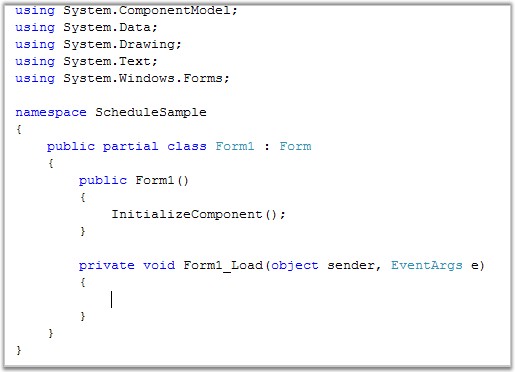 using System.ComponentModel;
using System.Data;
using System.Drawing;
using System.Text;
using System.Windows.Forms;

namespace ScheduleSample
{
    public partial class Form1 : Form
    {
        public Form1()
        {
            InitializeComponent();
        }

        private void Form1_Load(object sender, EventArgs e)
        {

        }
    }
}